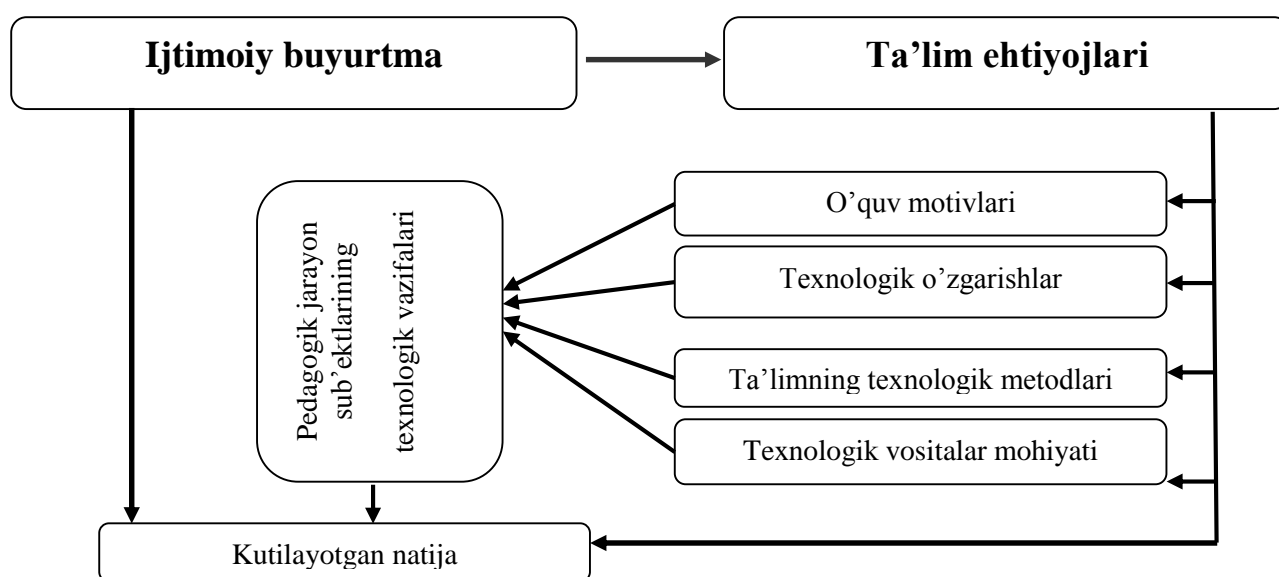 Ijtimoiy buyurtma
Ta’lim ehtiyojlari
Pedagogik jarayon
sub’ektlarining
texnologik vazifalari
O’quv motivlari
Texnologik o’zgarishlar
Ta’limning texnologik metodlari
Texnologik vositalar mohiyati
Kutilayotgan natija